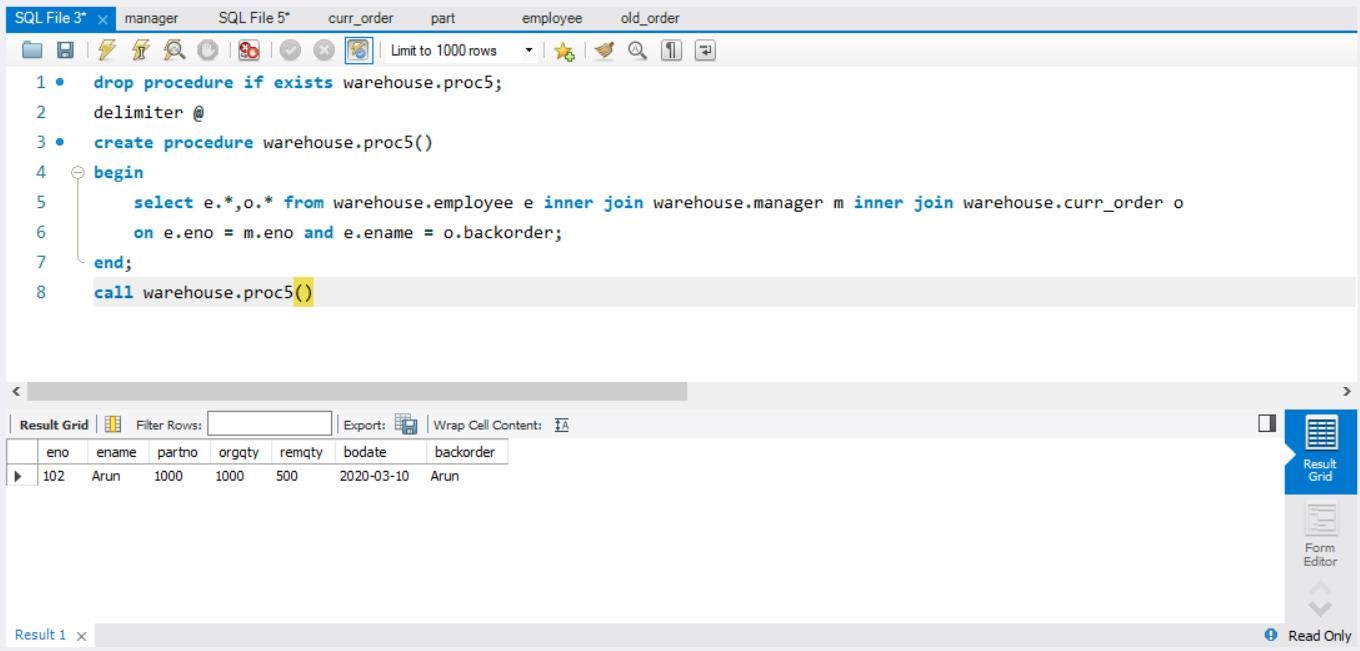 SQL File 3* manager SQL File 5* curr_order part employee old_order
Limit to 1000 rows
1 drop procedure if exists warehouse.proc5;
2 delimiter @
3 create procedure warehouse.proc5()
4 begin
5 select e.*,o.* from warehouse.employee e inner join warehouse.manager m inner join warehouse.curr_order o
6 on e.eno = m.eno and e.ename = o.backorder;
7 end;
8 call warehouse.proc5()
Result Grid Filter Rows: Export: Wrap Cell Content: IA
eno ename partno orgqty remqty bodate backorder
102 Arun 1000 1000 500 2020-03-10 Arun
Result
Grid
Form
Editor
Result 1 Read Only